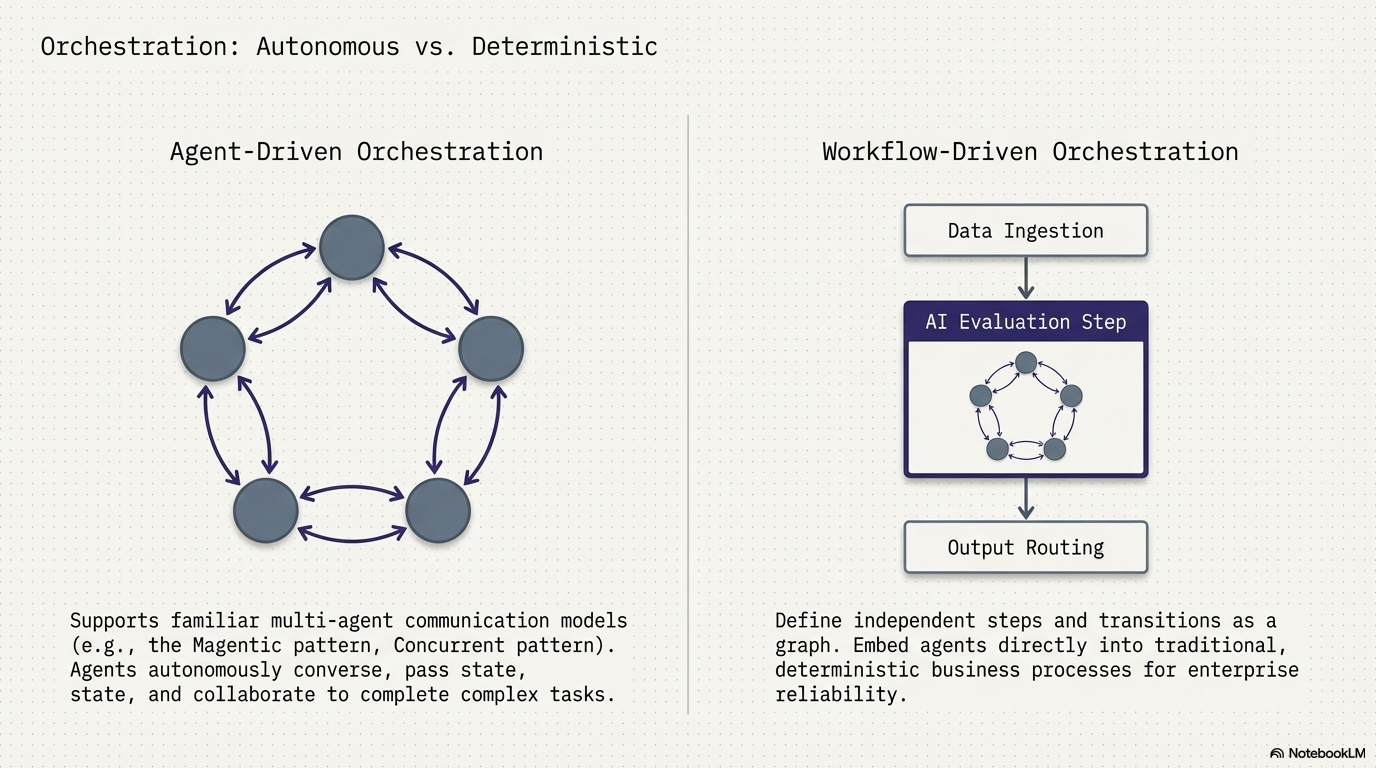 Orchestration: Autonomous vs. Deterministic
Agent-Driven Orchestration
Supports familiar multi-agent communication models
(e.g., the Magentic pattern, Concurrent pattern).
Agents autonomously converse, pass state,
state, and collaborate to complete complex tasks.
Workflow-Driven Orchestration
Data Ingestion
AI Evaluation Step
Output Routing
Define independent steps and transitions as a
graph. Embed agents directly into traditional,
deterministic business processes for enterprise
reliability.
NotebookLM